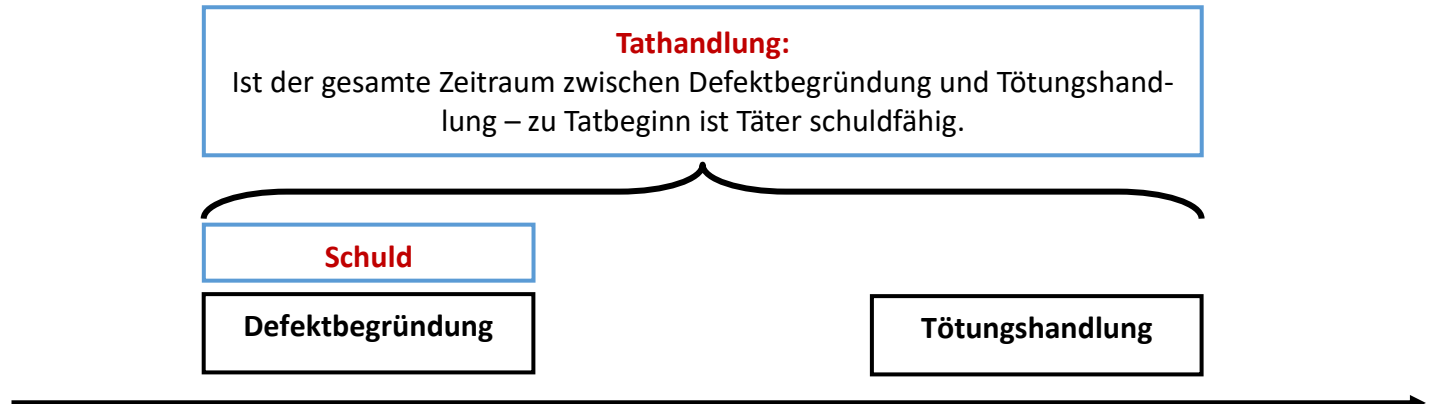 Tathandlung:
Ist der gesamte Zeitraum zwischen Defektbegründung und Tötungshand-
lung – zu Tatbeginn ist Täter schuldfähig.
Schuld
Defektbegründung
Tötungshandlung